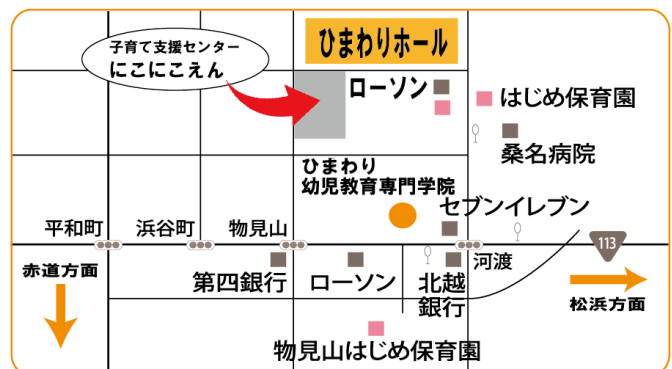 子育て支援センター
にこにこえん
ひまわりホール
ローソン
はじめ保育園
桑名病院
ひまわり
幼児教育専門学院
セブンイレブン
平和町
浜谷町
物見山
河渡
113
赤道方面
第四銀行
ローソン
北越
銀行
松浜方面
物見山はじめ保育園